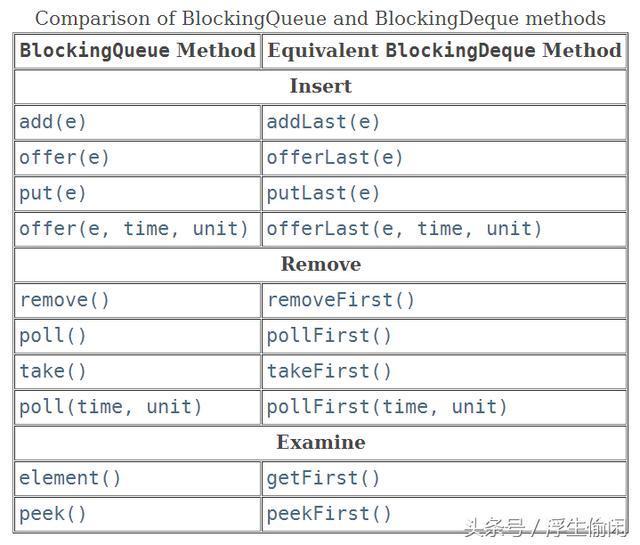 Comparison of BlockingQueue and BlockingDeque methods
BlockingQueue Method Equivalent BlockingDeque Method
Insert
add(e) addLast(e)
offer(e) offerLast(e)
put(e) putLast(e)
offer(e, time, unit) offerLast(e, time, unit)
Remove
remove() removeFirst()
poll() pollFirst()
take() takeFirst()
poll(time, unit) pollFirst(time, unit)
Examine
element() getFirst()
peek() peekFirst()
头条号 / 浮生偷闲